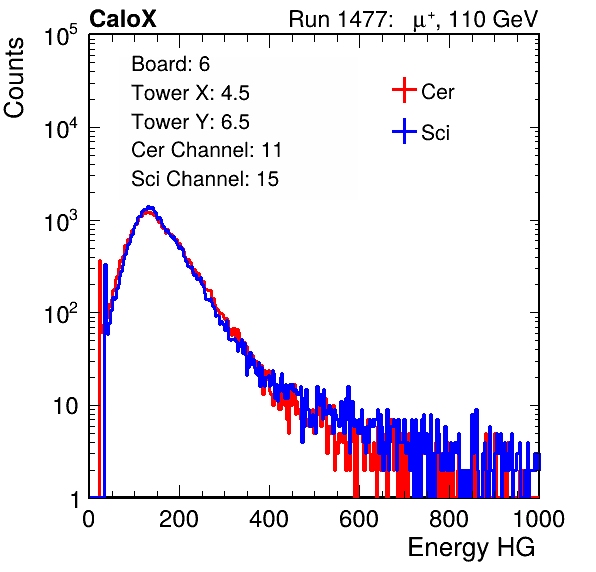 CaloX Run 1477: μ⁺, 110 GeV
Counts
Board: 6
Tower X: 4.5
Tower Y: 6.5
Cer Channel: 11
Sci Channel: 15
Cer
Sci
10⁵
10⁴
10³
10²
10
1
0 200 400 600 800 1000
Energy HG